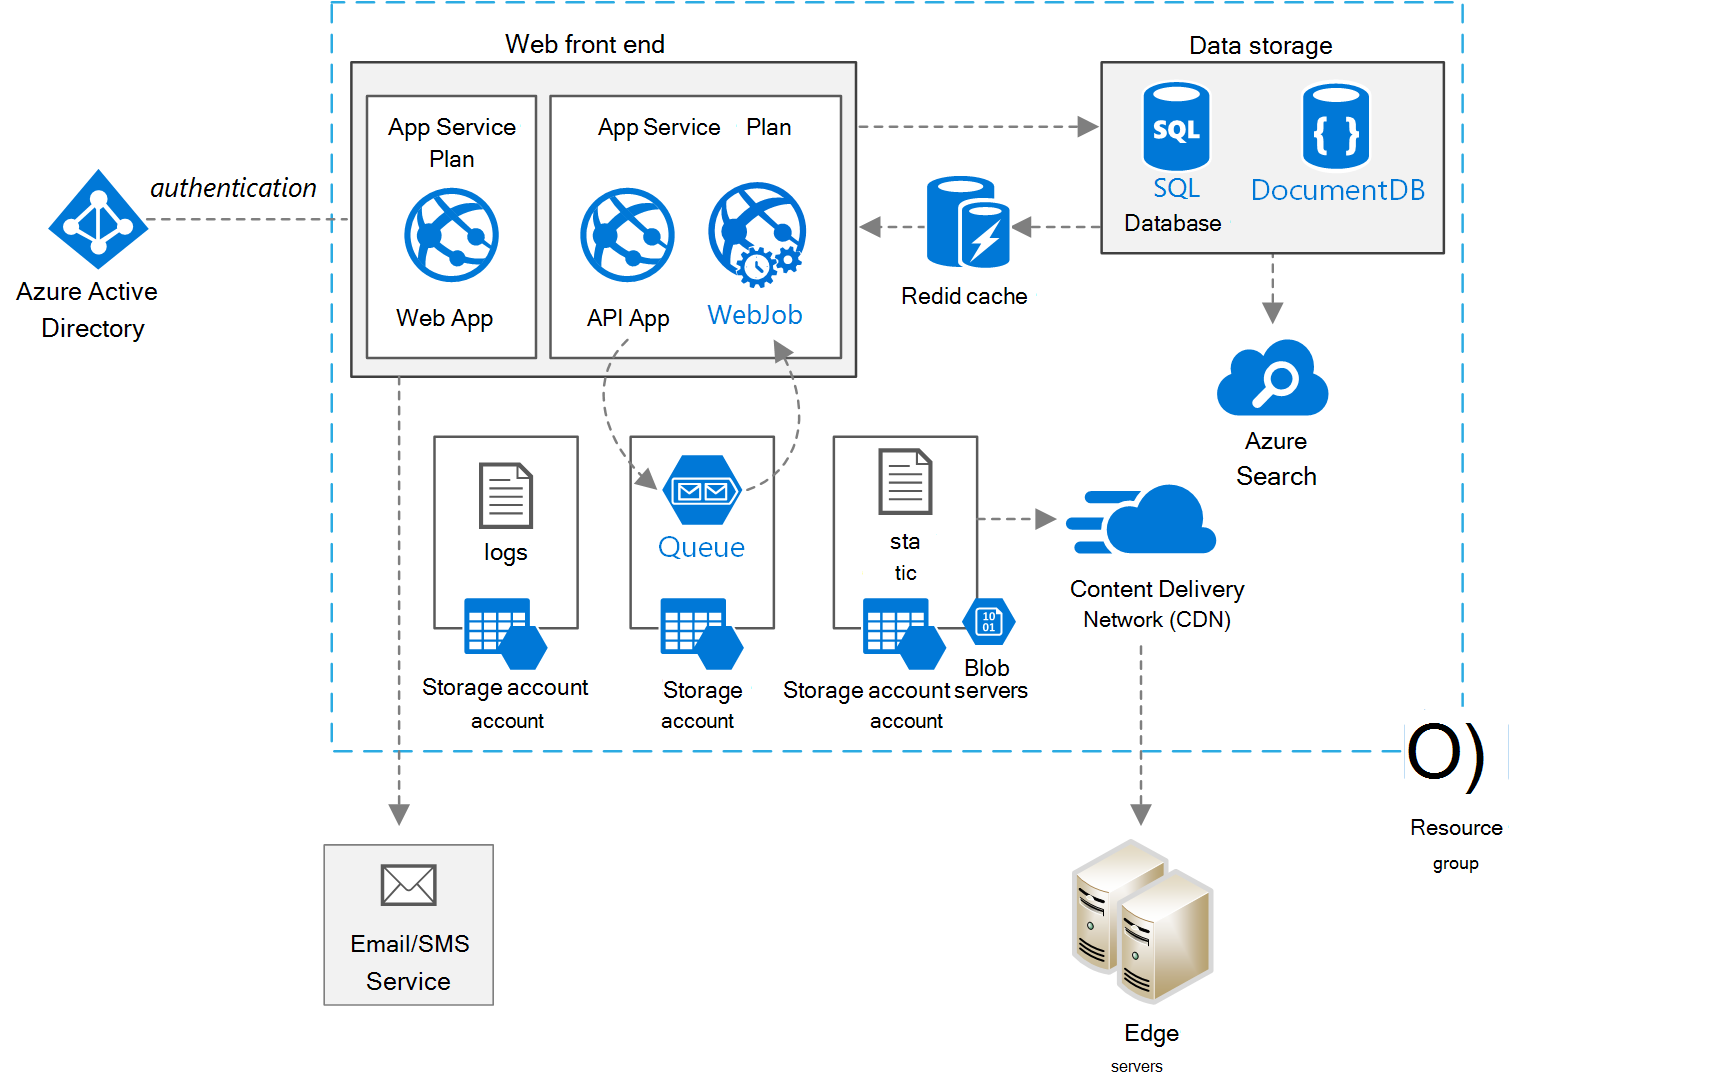 Web front end
Data storage
App Service
Plan
App Service Plan
SQL
SQL
Database
{ }
DocumentDB
authentication
Azure Active
Directory
Web App
API App
WebJob
Redid cache
Azure
Search
logs
Queue
sta
tic
Content Delivery
Network (CDN)
10
01
Blob
Storage account
account
Storage
account
Storage account servers
account
O)
Resource
group
Email/SMS
Service
Edge
servers